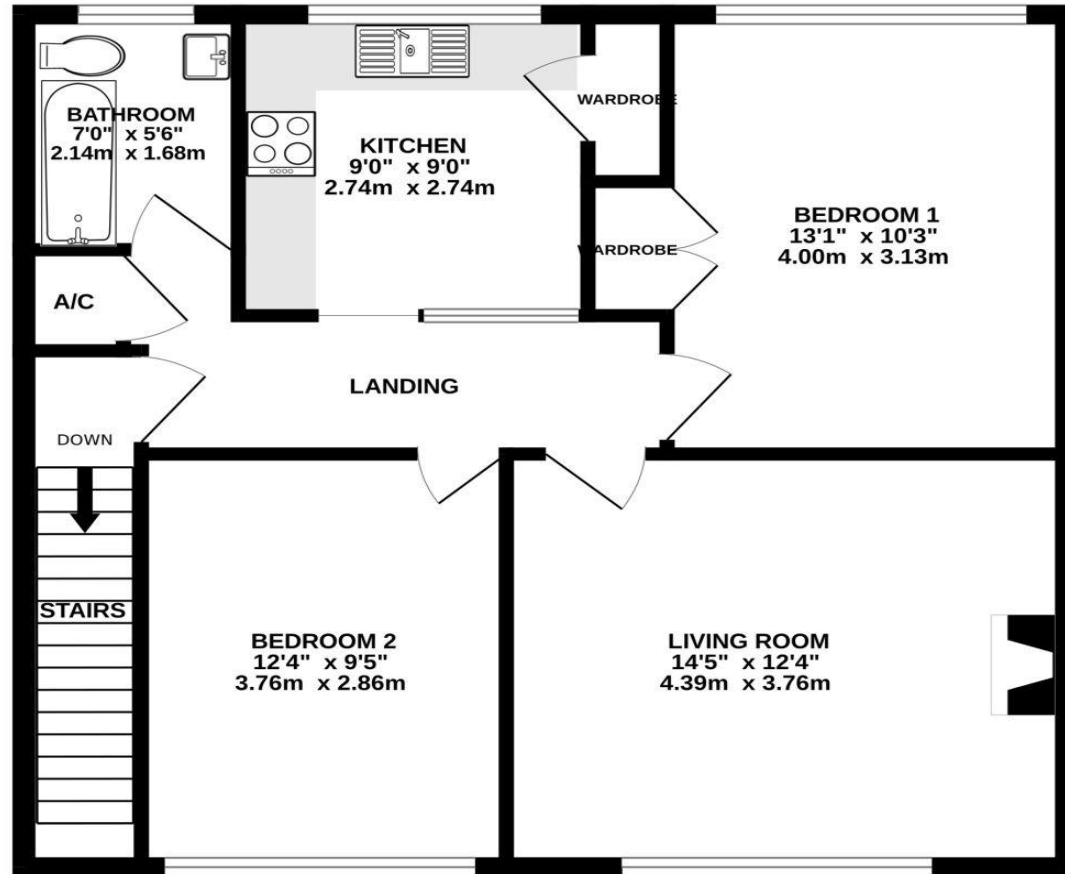 BATHROOM
7'0" x 5'6"
2.14m x 1.68m
KITCHEN
9'0" x 9'0"
2.74m x 2.74m
WARDROBE
WARDROBE
BEDROOM 1
13'1" x 10'3"
4.00m x 3.13m
A/C
LANDING
DOWN
STAIRS
BEDROOM 2
12'4" x 9'5"
3.76m x 2.86m
LIVING ROOM
14'5" x 12'4"
4.39m x 3.76m